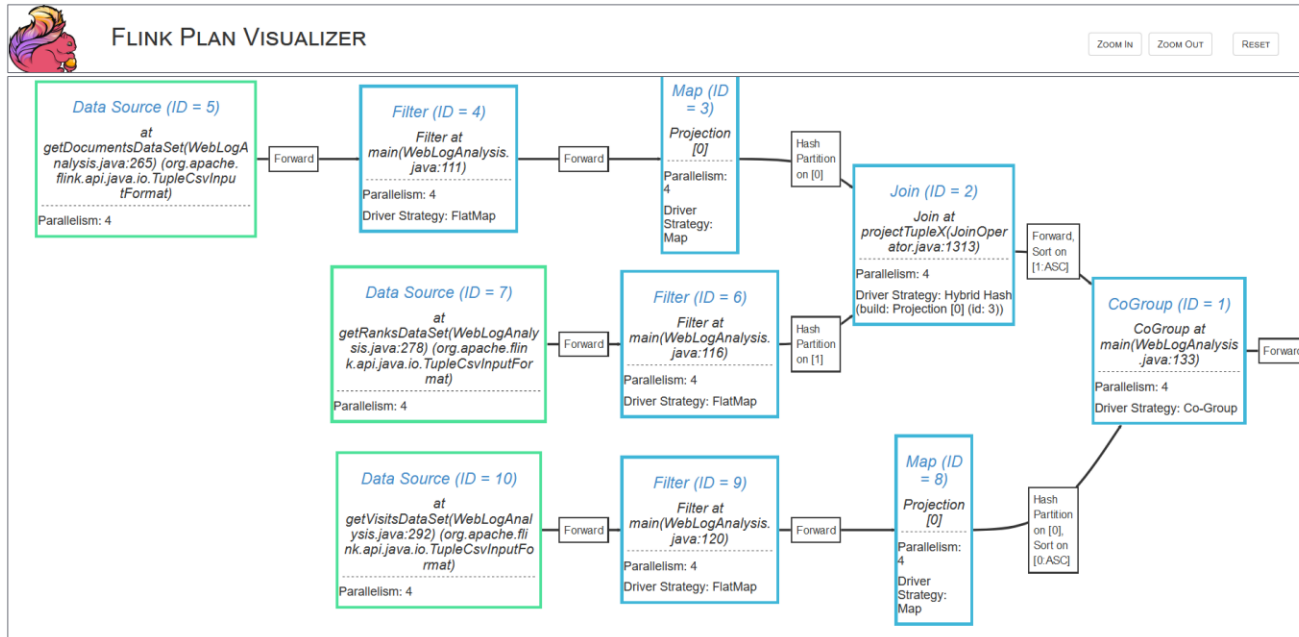 FLINK PLAN VISUALIZER
ZOOM IN
ZOOM OUT
RESET
Data Source (ID = 5)
at
getDocumentsDataSet(WebLogA
nalysis.java:265) (org.apache.
flink.api.java.io.TupleCsvInpu
tFormat)
Parallelism: 4
Forward
Filter (ID = 4)
Filter at
main(WebLogAnalysis.
java:111)
Parallelism: 4
Driver Strategy: FlatMap
Forward
Map (ID
= 3)
Projection
[0]
Parallelism:
4
Driver
Strategy:
Map
Hash
Partition
on [0]
Join (ID = 2)
Join at
projectTupleX(JoinOper
ator.java:1313)
Parallelism: 4
Driver Strategy: Hybrid Hash
(build: Projection [0] (id: 3))
Forward,
Sort on
[1:ASC]
Data Source (ID = 7)
at
getRanksDataSet(WebLogAnaly
sis.java:278) (org.apache.flin
k.api.java.io.TupleCsvInputFor
mat)
Parallelism: 4
Forward
Filter (ID = 6)
Filter at
main(WebLogAnalysis.
java:116)
Parallelism: 4
Driver Strategy: FlatMap
Hash
Partition
on [1]
CoGroup (ID = 1)
CoGroup at
main(WebLogAnalysis
.java:133)
Parallelism: 4
Driver Strategy: Co-Group
Forward
Data Source (ID = 10)
at
getVisitsDataSet(WebLogAnal
ysis.java:292) (org.apache.fli
nk.api.java.io.TupleCsvInputFo
rmat)
Parallelism: 4
Forward
Filter (ID = 9)
Filter at
main(WebLogAnalysis.
java:120)
Parallelism: 4
Driver Strategy: FlatMap
Forward
Map (ID
= 8)
Projection
[0]
Parallelism:
4
Driver
Strategy:
Map
Hash
Partition
on [0],
Sort on
[0:ASC]